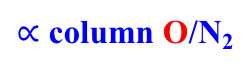 ∝ column O/N₂